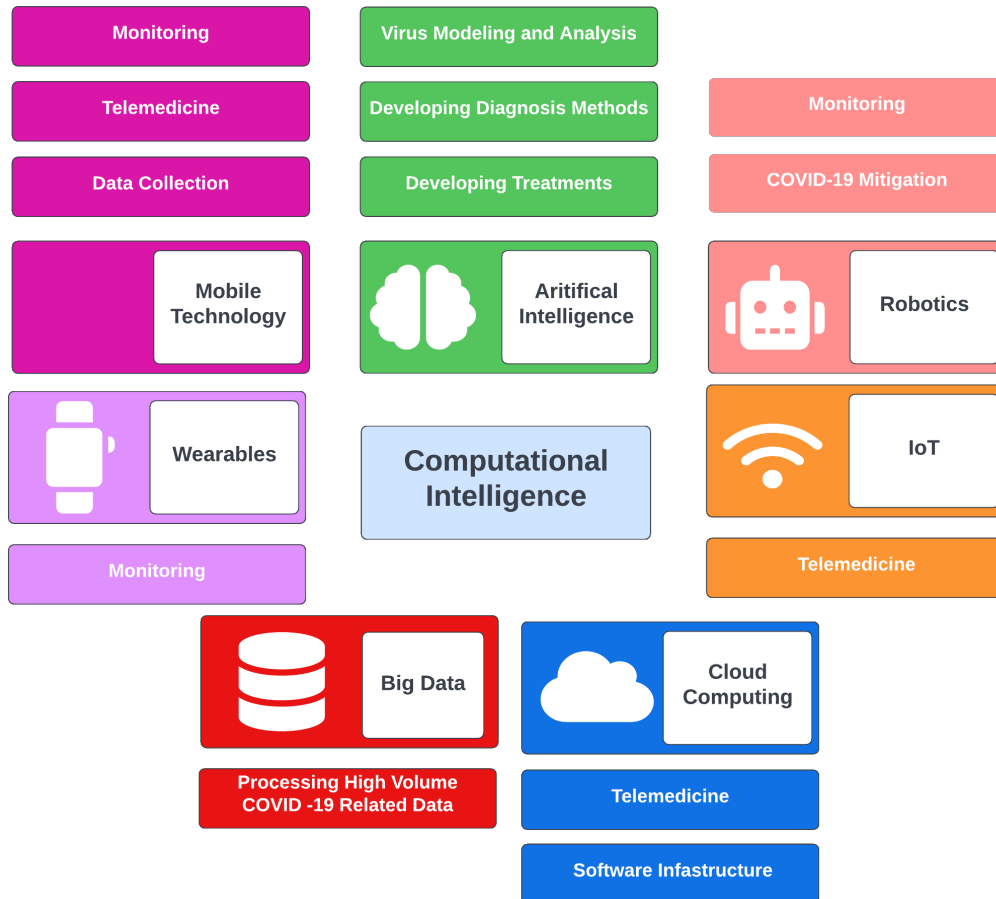 Monitoring
Telemedicine
Data Collection
Mobile
Technology
Virus Modeling and Analysis
Developing Diagnosis Methods
Developing Treatments
Aritifical
Intelligence
Monitoring
COVID-19 Mitigation
Robotics
Wearables
Monitoring
Computational
Intelligence
IoT
Telemedicine
Big Data
Processing High Volume
COVID -19 Related Data
Cloud
Computing
Telemedicine
Software Infastructure